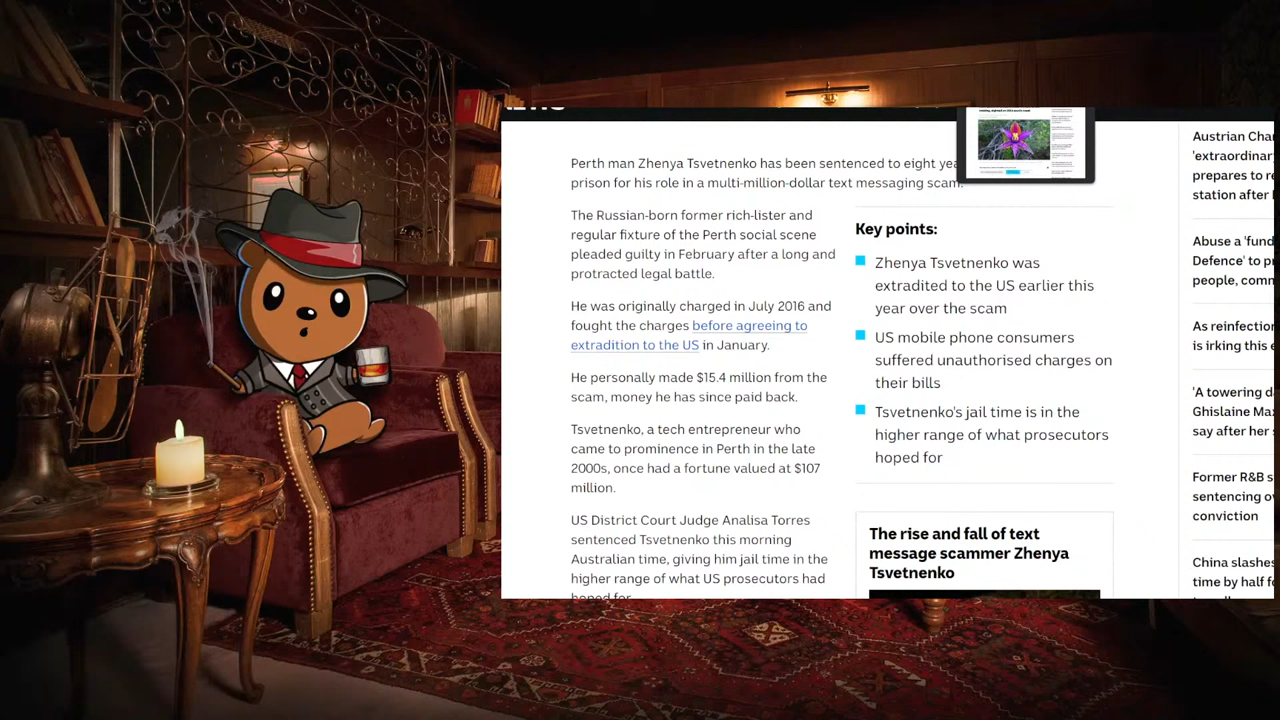 Perth man Zhenya Tsvetnenko has been sentenced to eight
prison for his role in a multi-million-dollar text messaging scam.
The Russian-born former rich-lister and
regular fixture of the Perth social scene
pleaded guilty in February after a long and
protracted legal battle.
He was originally charged in July 2016 and
fought the charges before agreeing to
extradition to the US in January.
He personally made $15.4 million from the
scam, money he has since paid back.
Tsvetnenko, a tech entrepreneur who
came to prominence in Perth in the late
2000s, once had a fortune valued at $107
million.
US District Court Judge Analisa Torres
sentenced Tsvetnenko this morning
Australian time, giving him jail time in the
higher range of what US prosecutors had
hoped for.
Key points:
Zhenya Tsvetnenko was
extradited to the US earlier this
year over the scam
US mobile phone consumers
suffered unauthorised charges on
their bills
Tsvetnenko's jail time is in the
higher range of what prosecutors
hoped for
The rise and fall of text
message scammer Zhenya
Tsvetnenko
Austrian
'extraordinar
prepares to
station after
Abuse a 'fund
Defence' to
people,
As reinfection
is irking this
'A towering
Ghislaine
say after her
Former R&B
sentencing
conviction
China slashes
time by half